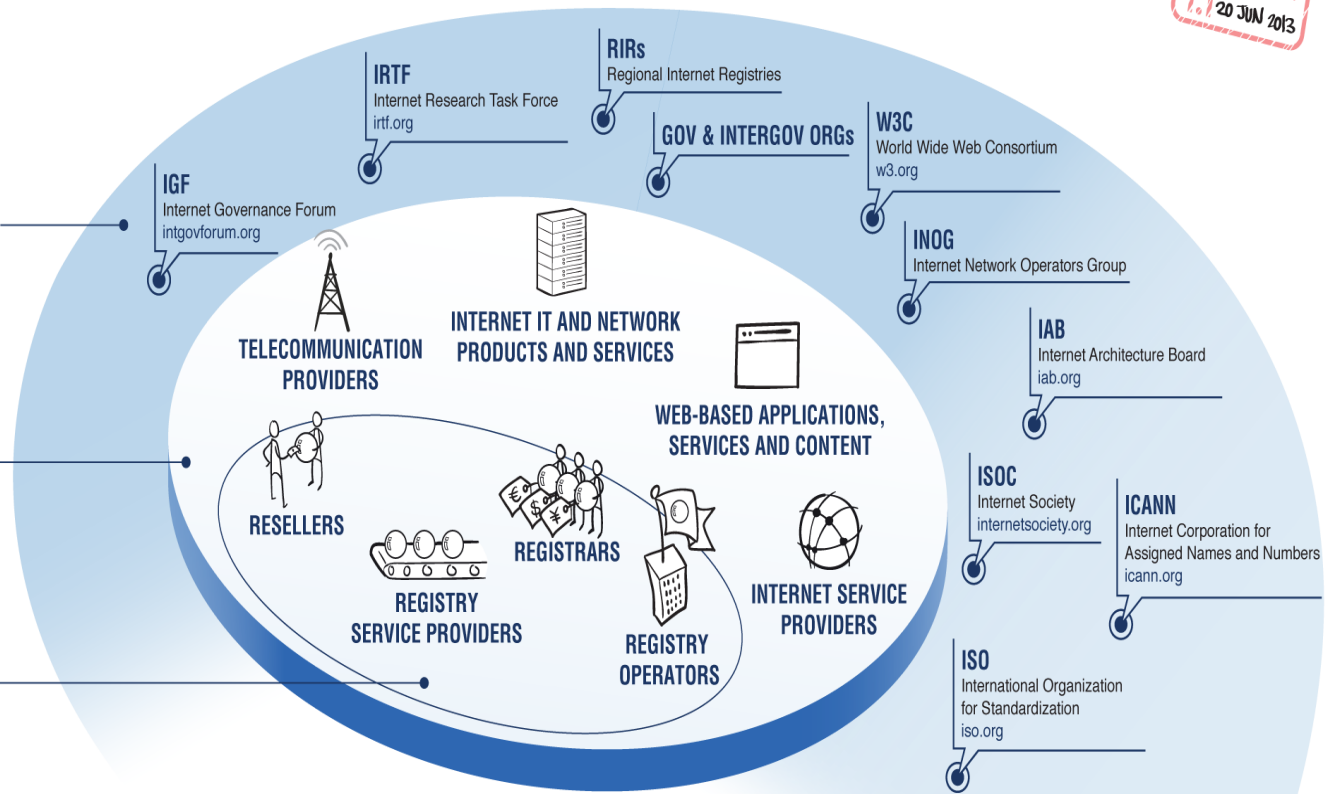 20 JUN 2013
RIRs
Regional Internet Registries
IRTF
Internet Research Task Force
irtf.org
GOV & INTERGOV ORGs
W3C
World Wide Web Consortium
w3.org
IGF
Internet Governance Forum
intgovforum.org
INOG
Internet Network Operators Group
IAB
Internet Architecture Board
iab.org
INTERNET IT AND NETWORK
PRODUCTS AND SERVICES
TELECOMMUNICATION
PROVIDERS
WEB-BASED APPLICATIONS,
SERVICES AND CONTENT
ISOC
Internet Society
internetsociety.org
ICANN
Internet Corporation for
Assigned Names and Numbers
icann.org
€
$
¥
RESELLERS
REGISTRARS
REGISTRY
SERVICE PROVIDERS
REGISTRY
OPERATORS
INTERNET SERVICE
PROVIDERS
ISO
International Organization
for Standardization
iso.org